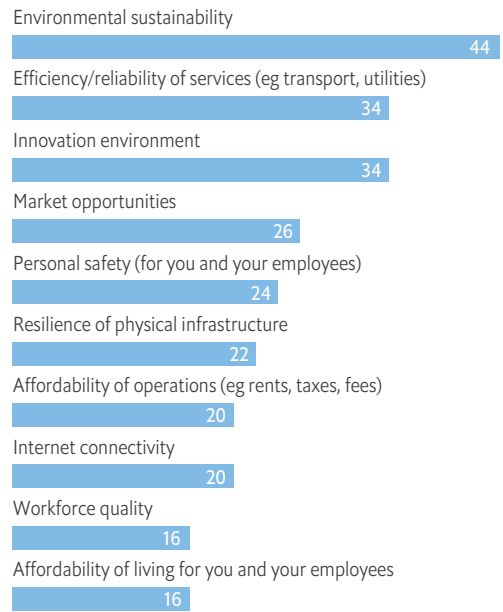 Environmental sustainability
44
Efficiency/reliability of services (eg transport, utilities)
34
Innovation environment
34
Market opportunities
26
Personal safety (for you and your employees)
24
Resilience of physical infrastructure
22
Affordability of operations (eg rents, taxes, fees)
20
Internet connectivity
20
Workforce quality
16
Affordability of living for you and your employees
16